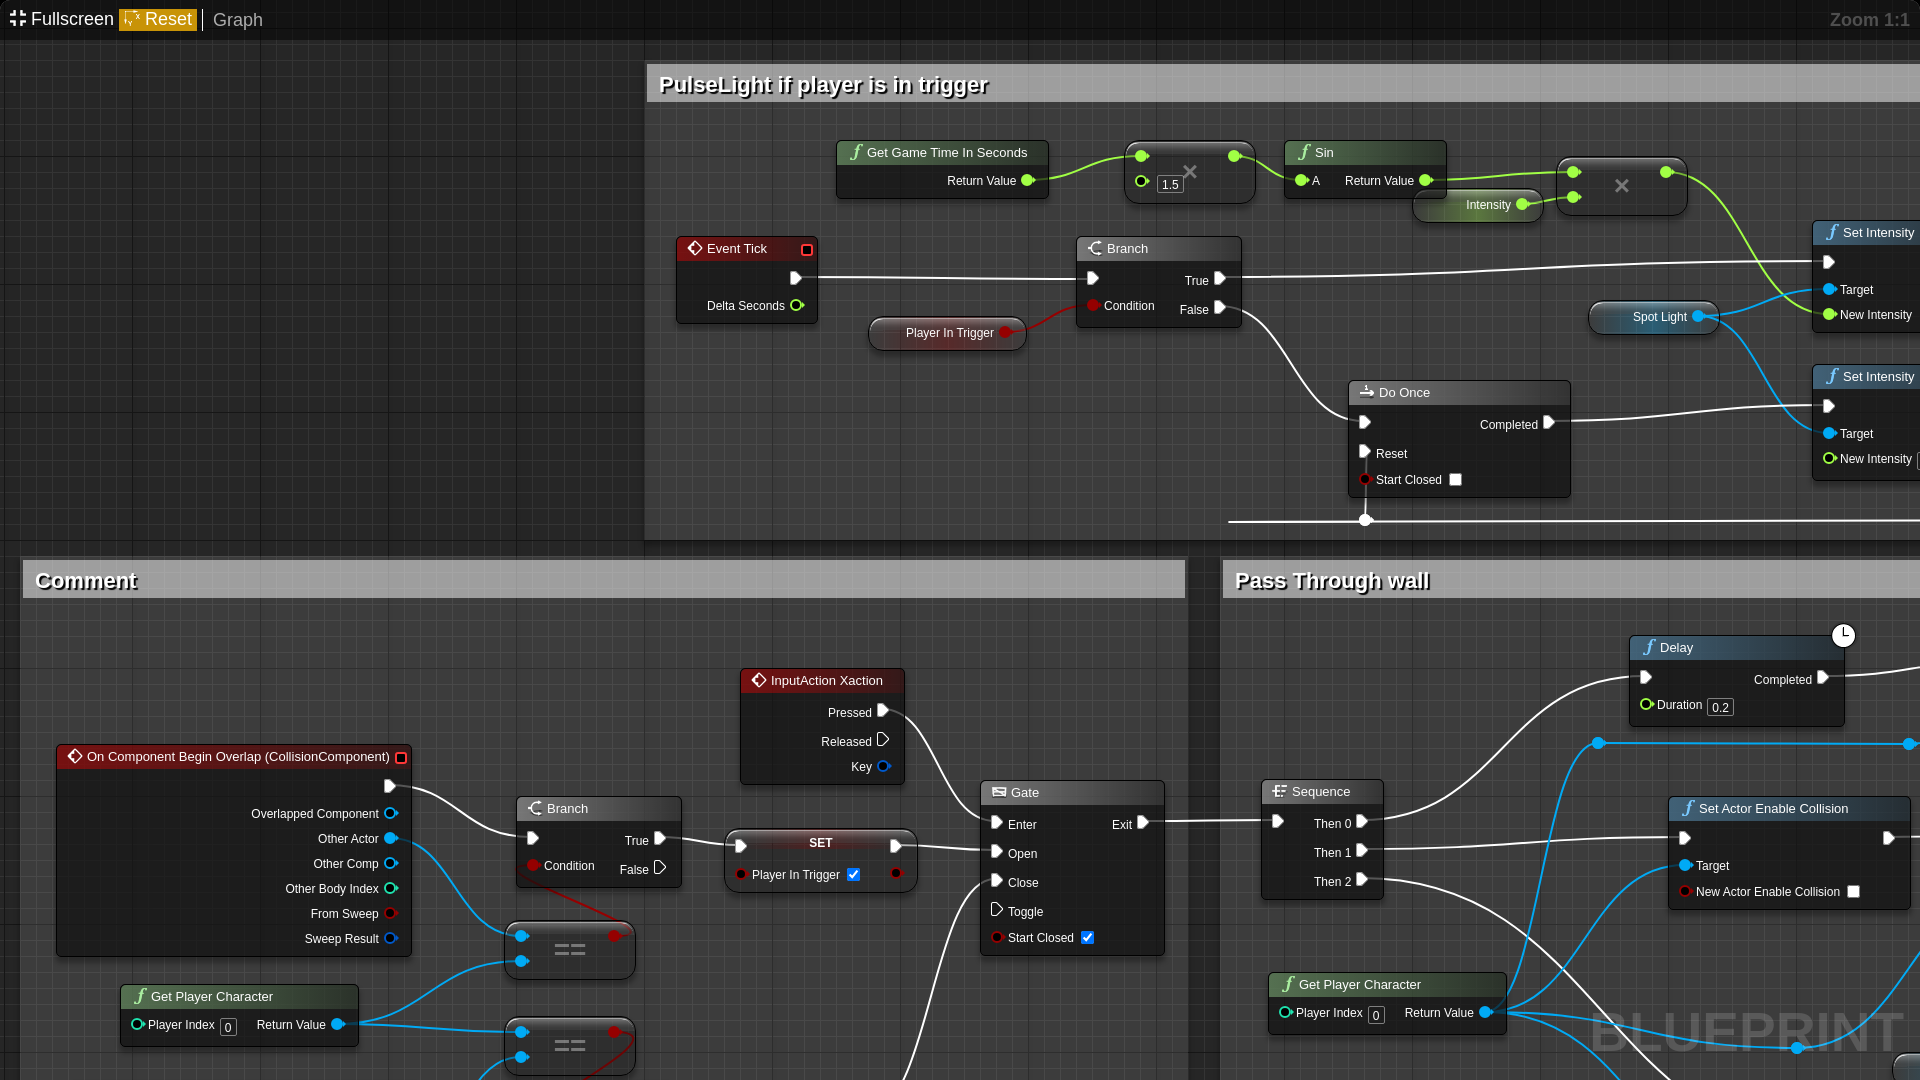 Fullscreen Reset Graph
Zoom 1:1
PulseLight if player is in trigger
Get Game Time In Seconds
Return Value
1.5
Sin
A Return Value
Intensity
Event Tick
Delta Seconds
Player In Trigger
Branch
True
Condition
False
Set Intensity
Target
New Intensity
Spot Light
Do Once
Completed
Reset
Start Closed
Set Intensity
Target
New Intensity
Comment
InputAction Xaction
Pressed
Released
Key
On Component Begin Overlap (CollisionComponent)
Overlapped Component
Other Actor
Other Comp
Other Body Index
From Sweep
Sweep Result
Branch
True
Condition
False
SET
Player In Trigger
Gate
Enter Exit
Open
Close
Toggle
Start Closed
==
Get Player Character
Player Index 0 Return Value
==
Pass Through wall
Delay
Completed
Duration 0.2
Sequence
Then 0
Then 1
Then 2
Set Actor Enable Collision
Target
New Actor Enable Collision
Get Player Character
Player Index 0 Return Value
BLUEPRINT